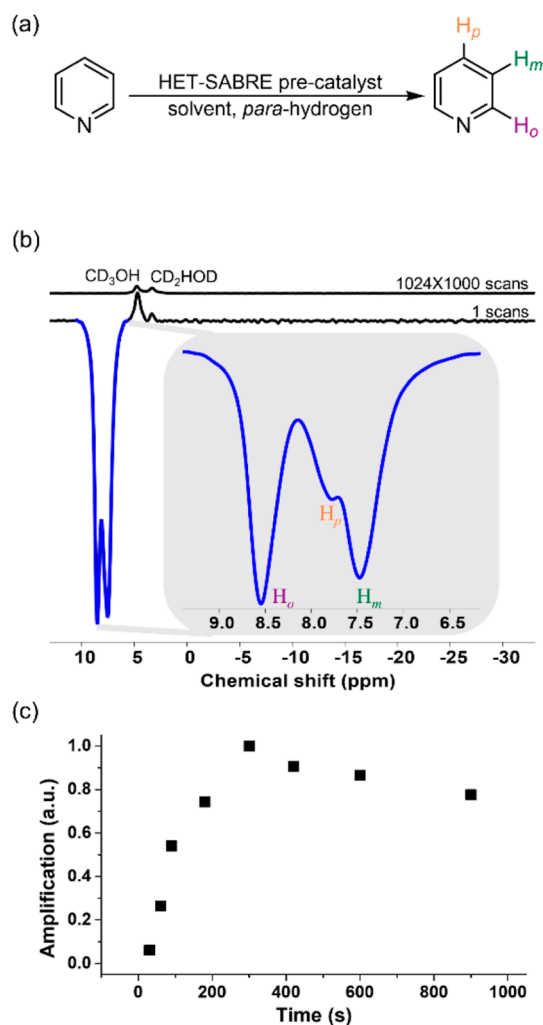 (a)
HET-SABRE pre-catalyst
solvent, para-hydrogen
N
N
Hp
Hm
Ho
(b)
CD3OH CD2HOD
1024X1000 scans
1 scans
Ho
Hp
Hm
9.0 8.5 8.0 7.5 7.0 6.5
10 5 0 -5 -10 -15 -20 -25 -30
Chemical shift (ppm)
(c)
Amplification (a.u.)
1.0
0.8
0.6
0.4
0.2
0.0
0 200 400 600 800 1000
Time (s)